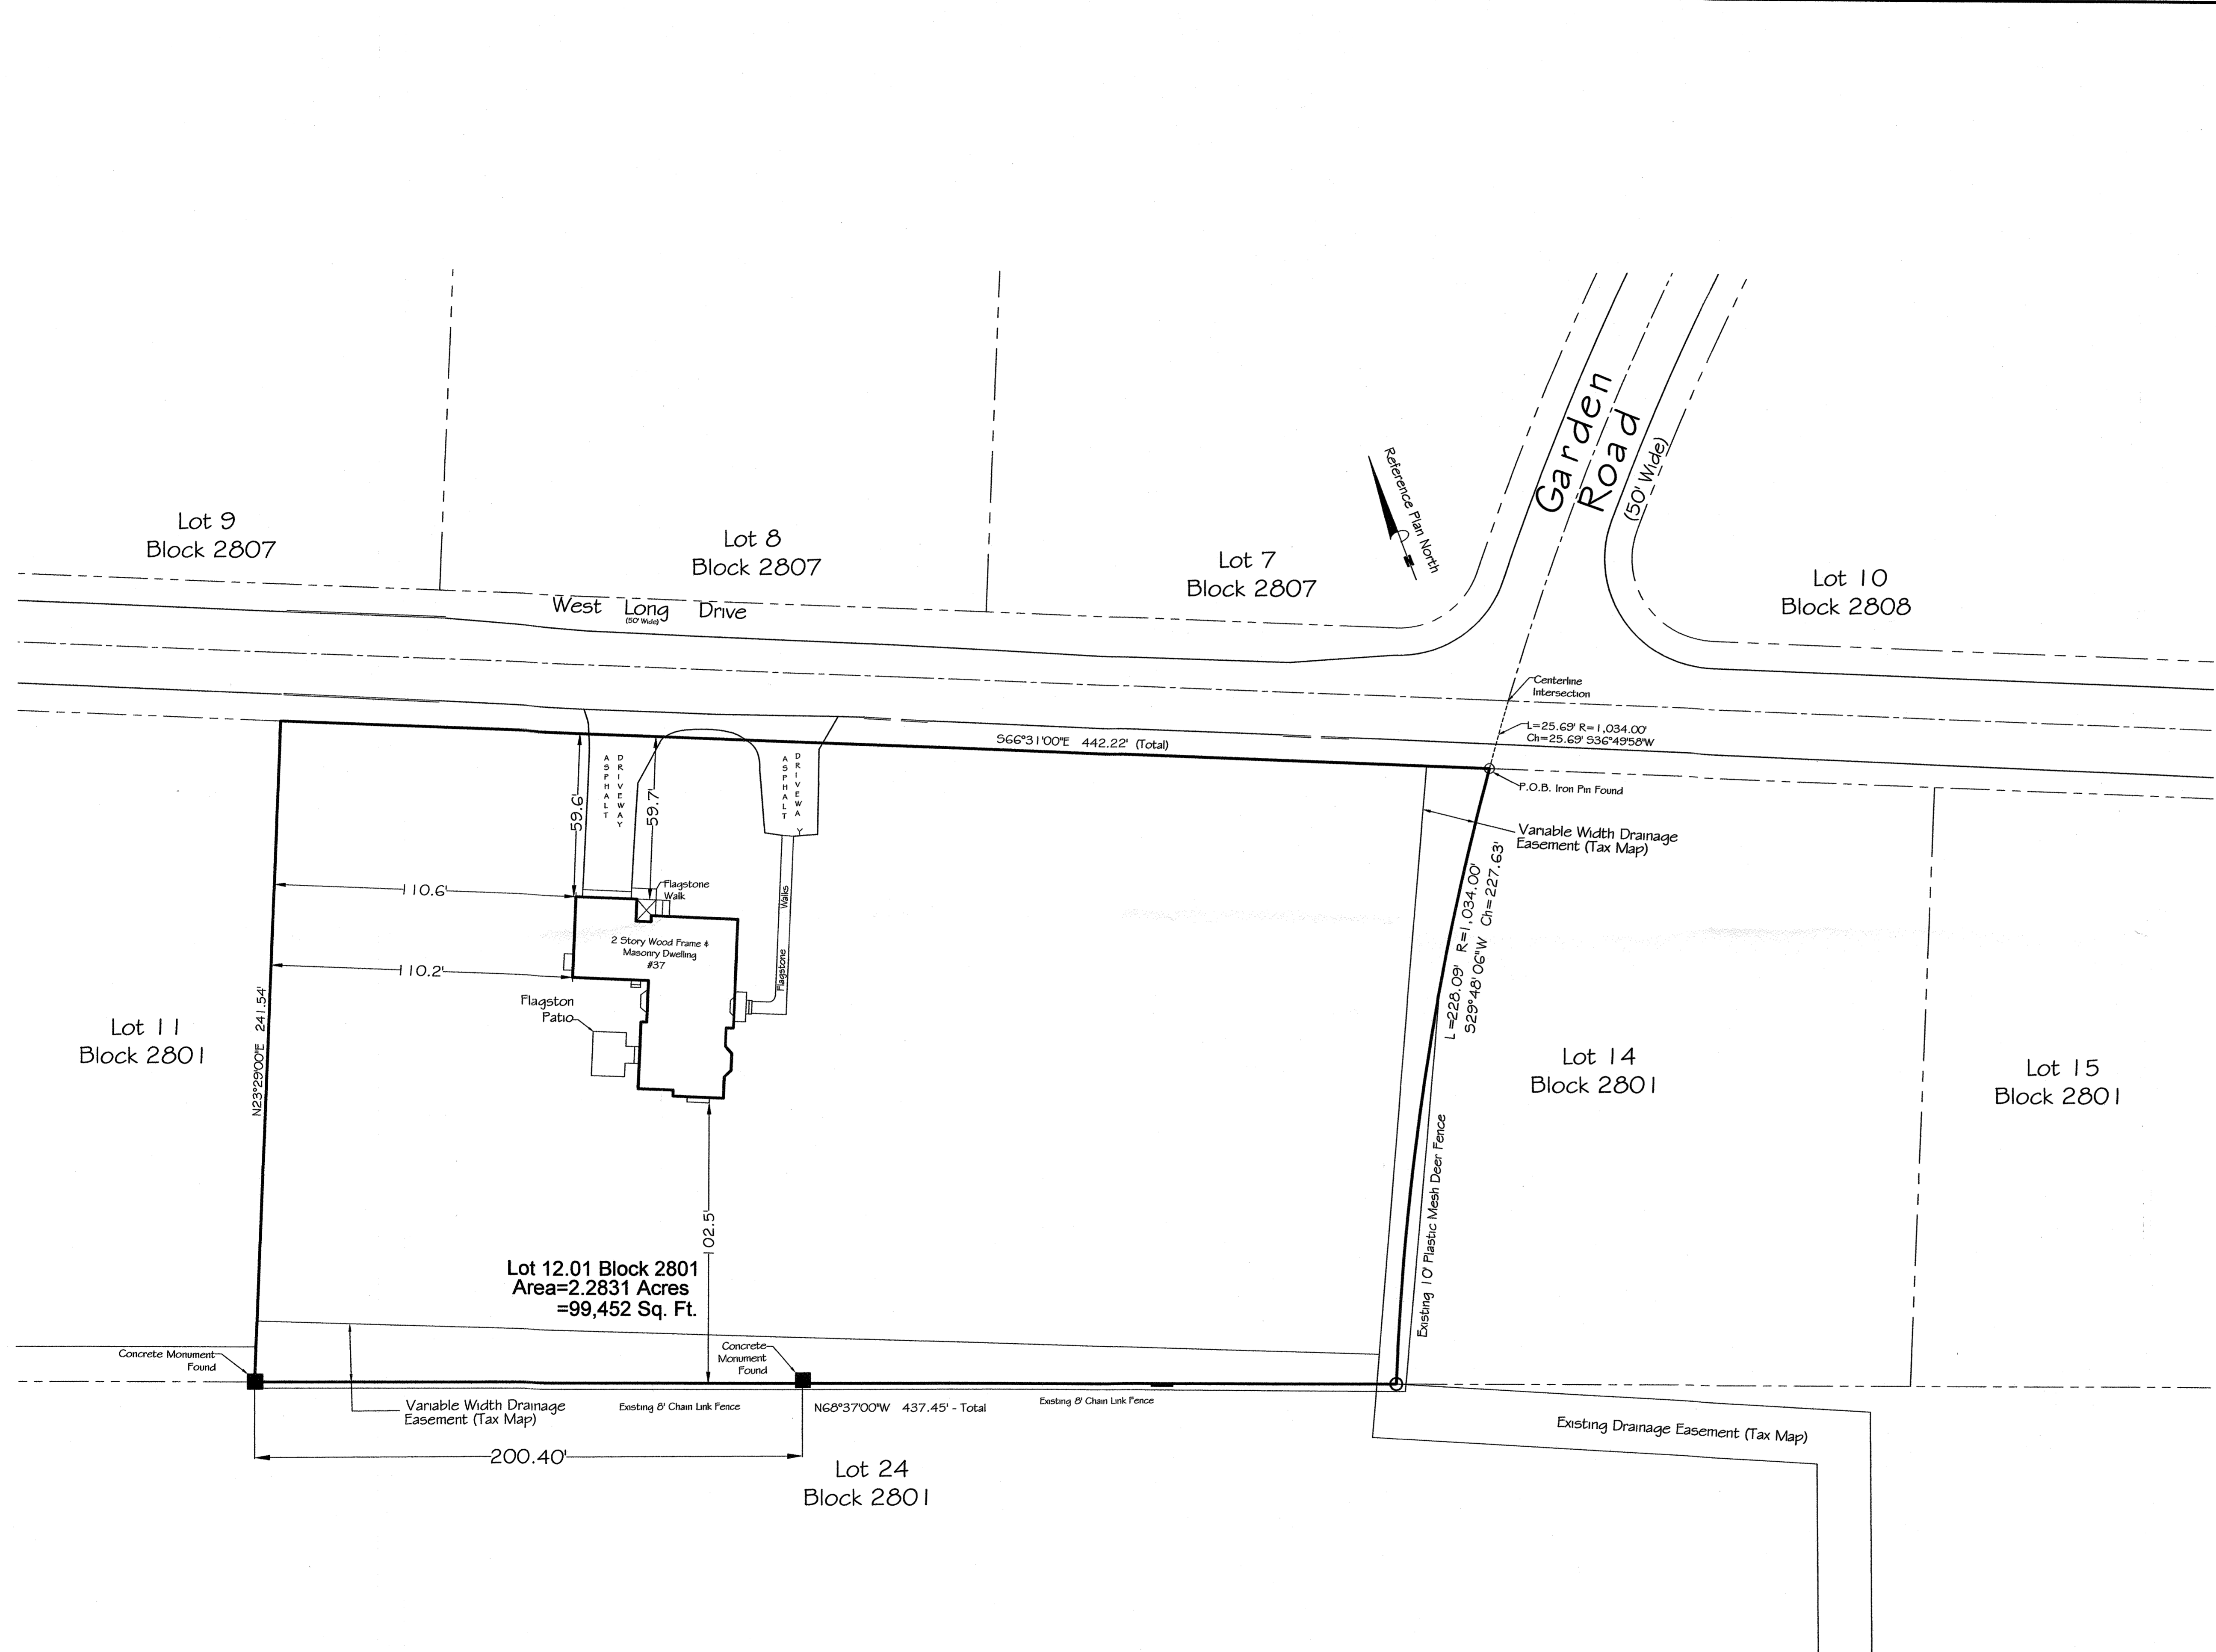 Garden
Road
(50' Wide)
Reference Plan North
Lot 9
Block 2807
Lot 8
Block 2807
Lot 7
Block 2807
Lot 10
Block 2808
West Long Drive
(50' Wide)
Centerline
Intersection
L=25.69' R=1,034.00'
Ch=25.69' S36°49'58"W
S66°31'00"E 442.22' (Total)
P.O.B. Iron Pin Found
Variable Width Drainage
Easement (Tax Map)
ASPHALT
DRIVEWAY
ASPHALT
DRIVEWAY
59.6'
59.7'
110.6'
Flagstone
Walk
Flagstone Walks
2 Story Wood Frame &
Masonry Dwelling
#37
110.2'
Flagston
Patio
N23°29'00"E 241.54'
L=228.09' R=1,034.00'
S29°48'06"W Ch=227.63'
Lot 11
Block 2801
Lot 14
Block 2801
Lot 15
Block 2801
Existing 10' Plastic Mesh Deer Fence
102.5'
Lot 12.01 Block 2801
Area=2.2831 Acres
=99,452 Sq. Ft.
Concrete Monument
Found
Concrete
Monument
Found
Variable Width Drainage
Easement (Tax Map)
Existing 8' Chain Link Fence
N68°37'00"W 437.45' - Total
Existing 8' Chain Link Fence
Existing Drainage Easement (Tax Map)
200.40'
Lot 24
Block 2801